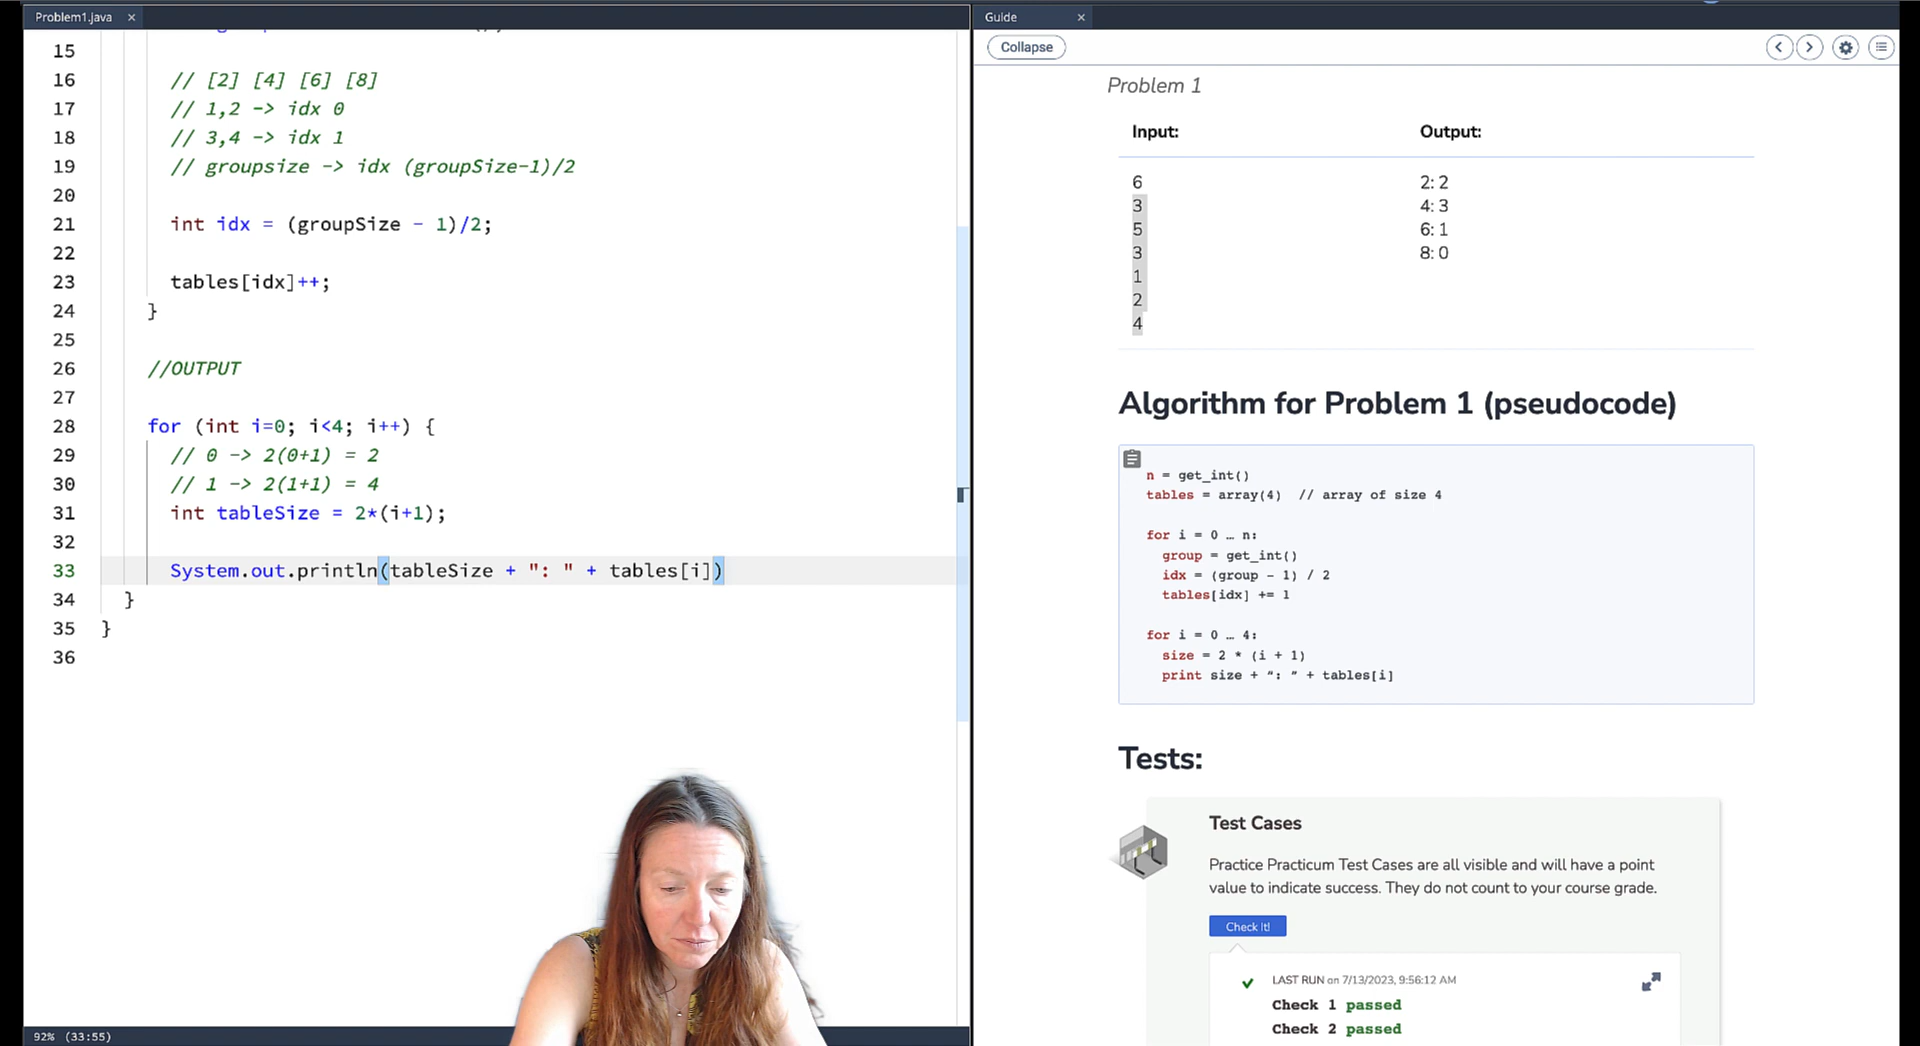 Problem1.java ×
15
16 // [2] [4] [6] [8]
17 // 1,2 -> idx 0
18 // 3,4 -> idx 1
19 // groupsize -> idx (groupSize-1)/2
20
21 int idx = (groupSize - 1)/2;
22
23 tables[idx]++;
24 }
25
26 //OUTPUT
27
28 for (int i=0; i<4; i++) {
29 // 0 -> 2(0+1) = 2
30 // 1 -> 2(1+1) = 4
31 int tableSize = 2*(i+1);
32
33 System.out.println(tableSize + ": " + tables[i])
34 }
35 }
36
92% (33:55)
Guide ×
Collapse
Problem 1
Input: Output:
6 2: 2
3 4: 3
5 6: 1
3 8: 0
1
2
4
Algorithm for Problem 1 (pseudocode)
n = get_int()
tables = array(4) // array of size 4
for i = 0 … n:
group = get_int()
idx = (group - 1) / 2
tables[idx] += 1
for i = 0 … 4:
size = 2 * (i + 1)
print size + “: ” + tables[i]
Tests:
Test Cases
Practice Practicum Test Cases are all visible and will have a point
value to indicate success. They do not count to your course grade.
Check It!
LAST RUN on 7/13/2023, 9:56:12 AM
Check 1 passed
Check 2 passed